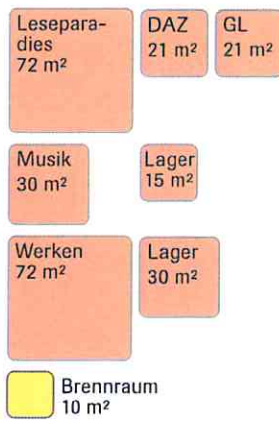 Lesepara-
dies
72 m²
DAZ
21 m²
GL
21 m²
Musik
30 m²
Lager
15 m²
Werken
72 m²
Lager
30 m²
Brennraum
10 m²